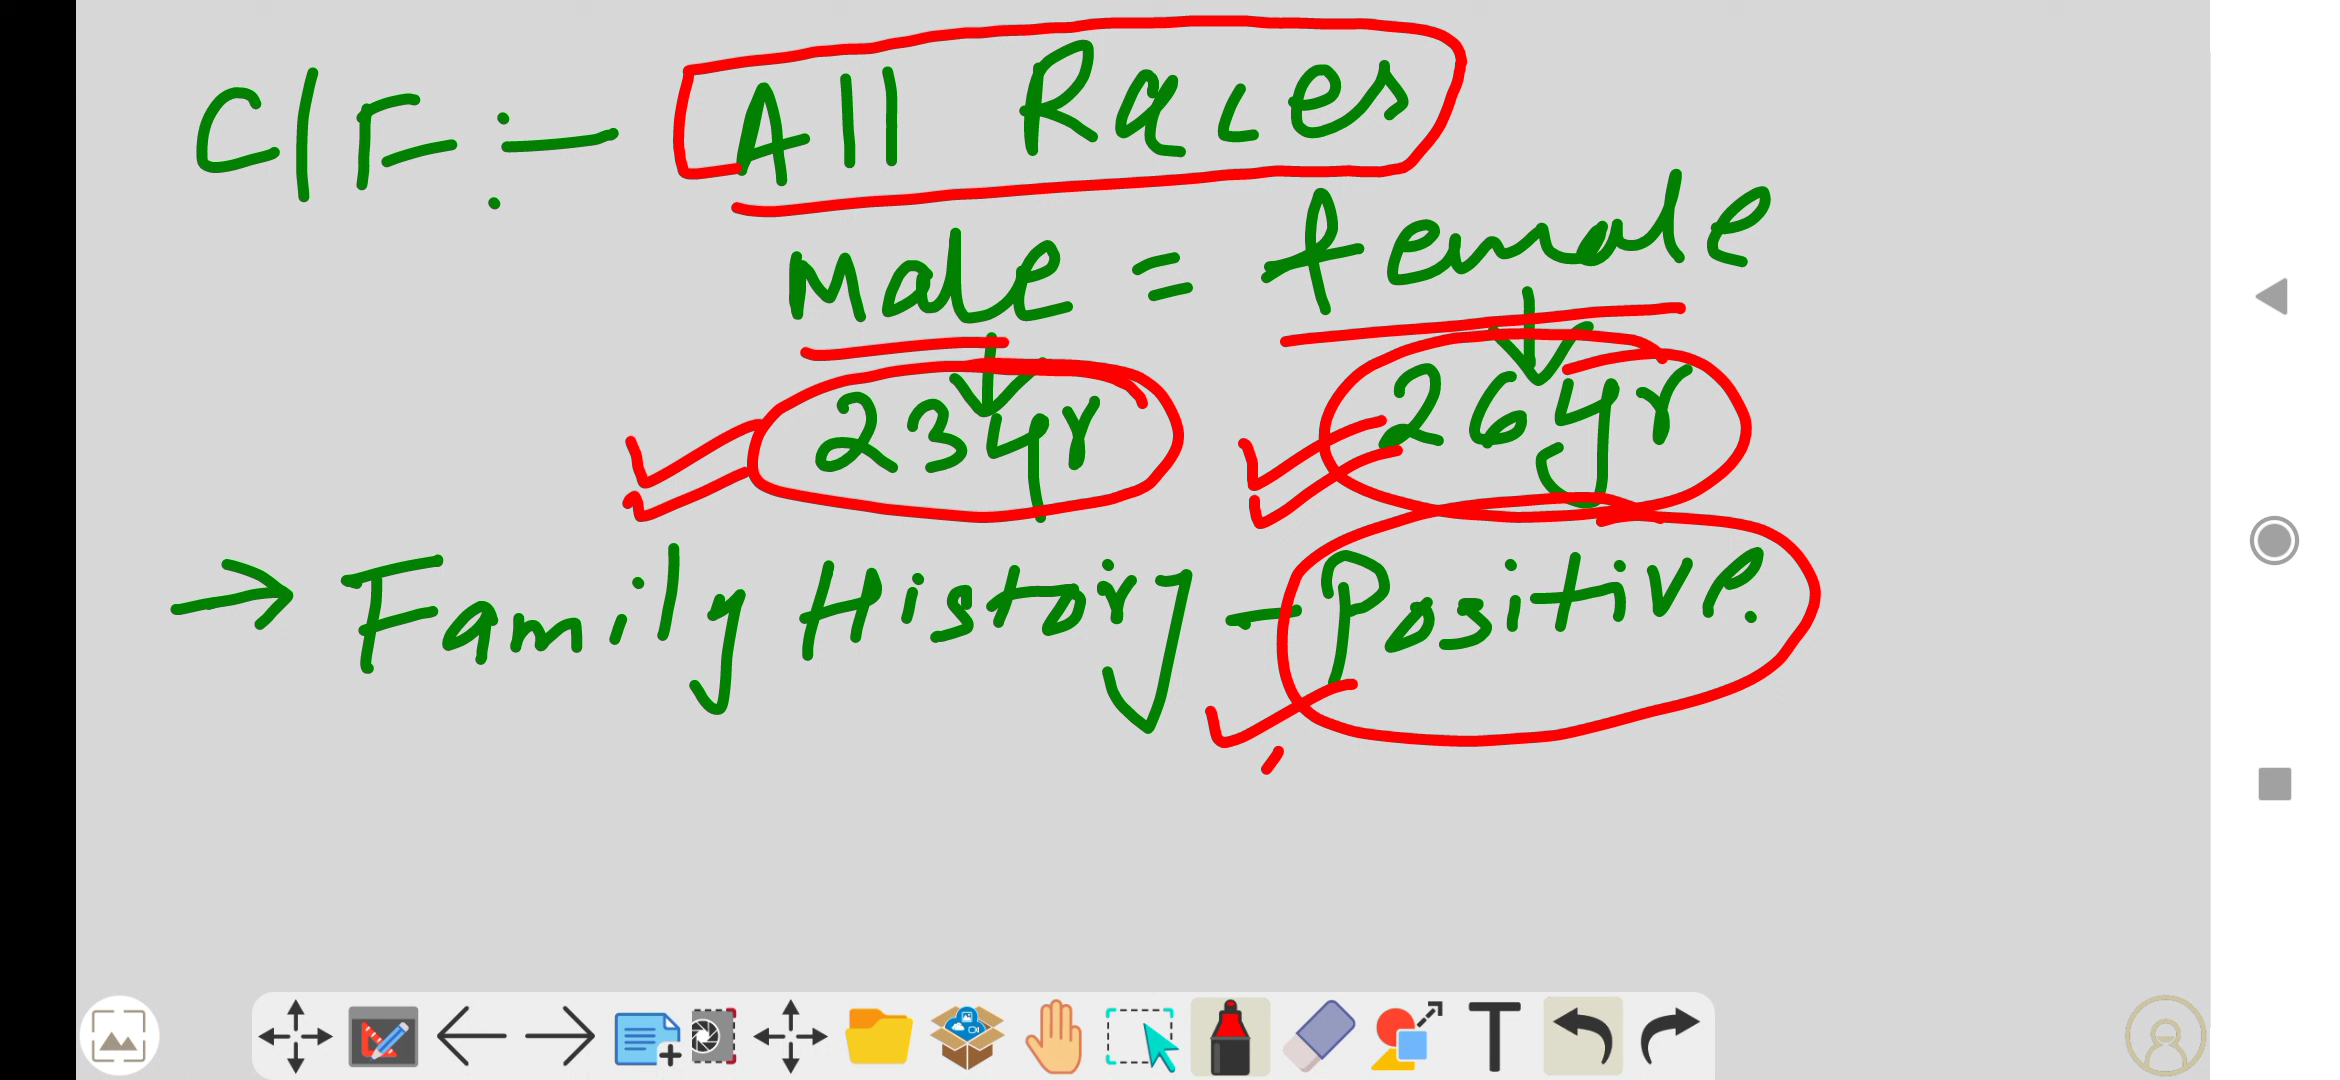 C/F :- All Races
Male = female
23yr 26yr
→ Family History - Positive.
T